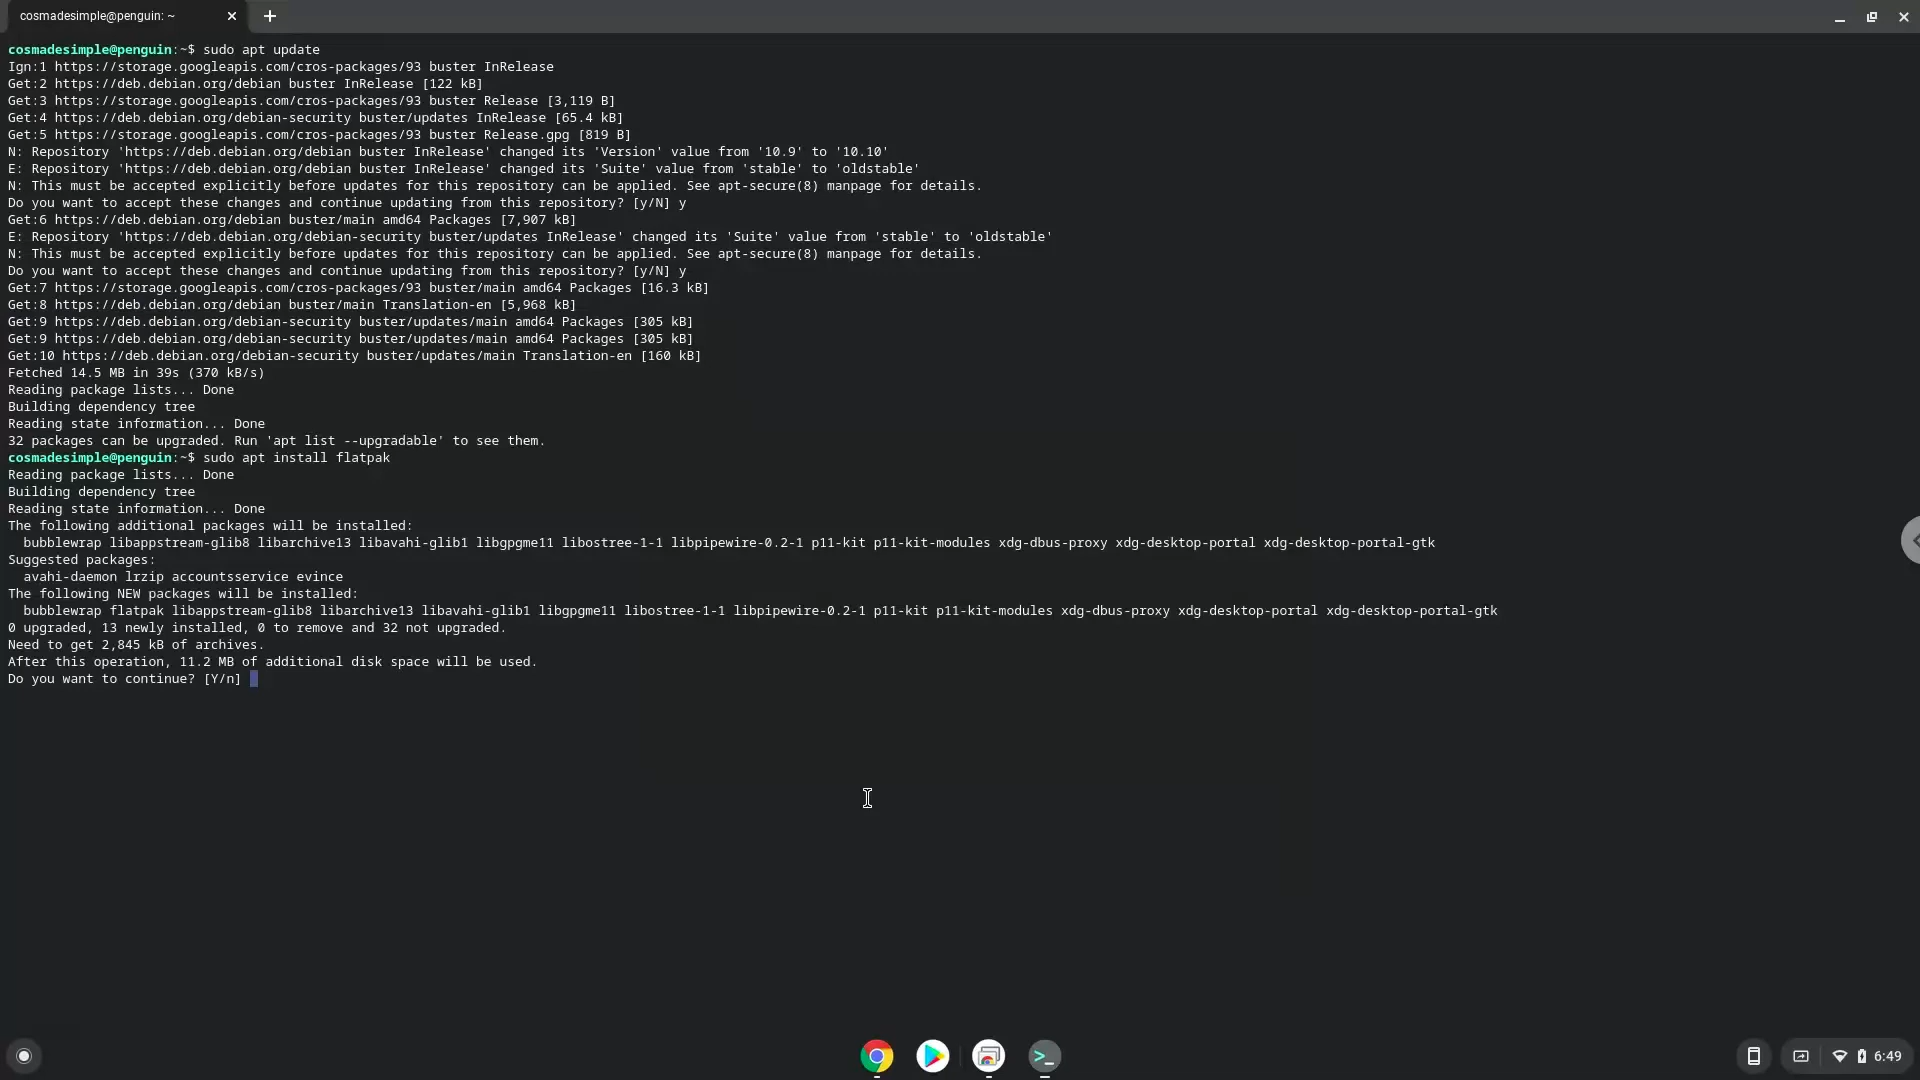 cosmadesimple@penguin: ~
cosmadesimple@penguin:~$ sudo apt update
Ign:1 https://storage.googleapis.com/cros-packages/93 buster InRelease
Get:2 https://deb.debian.org/debian buster InRelease [122 kB]
Get:3 https://storage.googleapis.com/cros-packages/93 buster Release [3,119 B]
Get:4 https://deb.debian.org/debian-security buster/updates InRelease [65.4 kB]
Get:5 https://storage.googleapis.com/cros-packages/93 buster Release.gpg [819 B]
N: Repository 'https://deb.debian.org/debian buster InRelease' changed its 'Version' value from '10.9' to '10.10'
E: Repository 'https://deb.debian.org/debian buster InRelease' changed its 'Suite' value from 'stable' to 'oldstable'
N: This must be accepted explicitly before updates for this repository can be applied. See apt-secure(8) manpage for details.
Do you want to accept these changes and continue updating from this repository? [y/N] y
Get:6 https://deb.debian.org/debian buster/main amd64 Packages [7,907 kB]
E: Repository 'https://deb.debian.org/debian-security buster/updates InRelease' changed its 'Suite' value from 'stable' to 'oldstable'
N: This must be accepted explicitly before updates for this repository can be applied. See apt-secure(8) manpage for details.
Do you want to accept these changes and continue updating from this repository? [y/N] y
Get:7 https://storage.googleapis.com/cros-packages/93 buster/main amd64 Packages [16.3 kB]
Get:8 https://deb.debian.org/debian buster/main Translation-en [5,968 kB]
Get:9 https://deb.debian.org/debian-security buster/updates/main amd64 Packages [305 kB]
Get:9 https://deb.debian.org/debian-security buster/updates/main amd64 Packages [305 kB]
Get:10 https://deb.debian.org/debian-security buster/updates/main Translation-en [160 kB]
Fetched 14.5 MB in 39s (370 kB/s)
Reading package lists... Done
Building dependency tree
Reading state information... Done
32 packages can be upgraded. Run 'apt list --upgradable' to see them.
cosmadesimple@penguin:~$ sudo apt install flatpak
Reading package lists... Done
Building dependency tree
Reading state information... Done
The following additional packages will be installed:
bubblewrap libappstream-glib8 libarchive13 libavahi-glib1 libgpgme11 libostree-1-1 libpipewire-0.2-1 p11-kit p11-kit-modules xdg-dbus-proxy xdg-desktop-portal xdg-desktop-portal-gtk
Suggested packages:
avahi-daemon lrzip accountsservice evince
The following NEW packages will be installed:
bubblewrap flatpak libappstream-glib8 libarchive13 libavahi-glib1 libgpgme11 libostree-1-1 libpipewire-0.2-1 p11-kit p11-kit-modules xdg-dbus-proxy xdg-desktop-portal xdg-desktop-portal-gtk
0 upgraded, 13 newly installed, 0 to remove and 32 not upgraded.
Need to get 2,845 kB of archives.
After this operation, 11.2 MB of additional disk space will be used.
Do you want to continue? [Y/n]
6:49